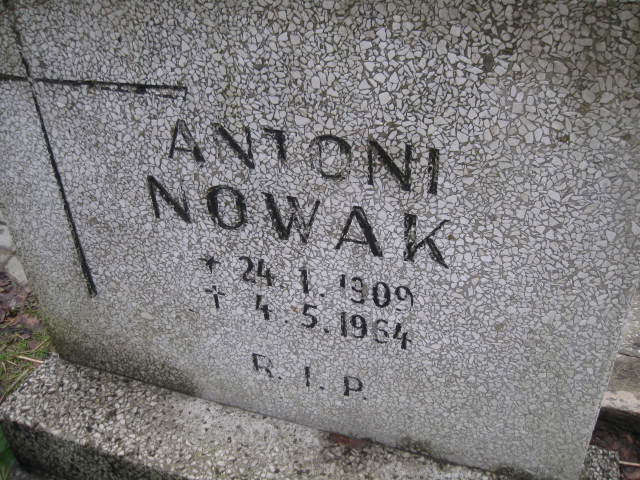 ANTONI
NOWAK
* 24.1.1909
† 4.5.1964
R.I.P.